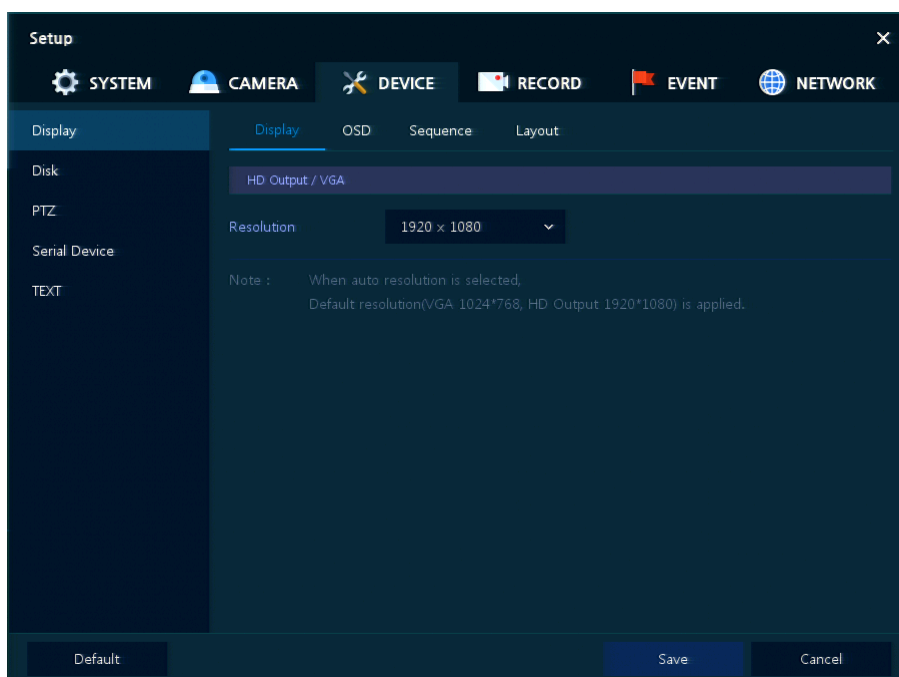 Setup
SYSTEM CAMERA DEVICE RECORD EVENT NETWORK
Display
Disk
PTZ
Serial Device
TEXT
Display OSD Sequence Layout
HD Output / VGA
Resolution 1920 × 1080
Note : When auto resolution is selected,
Default resolution(VGA 1024*768, HD Output 1920*1080) is applied.
Default Save Cancel